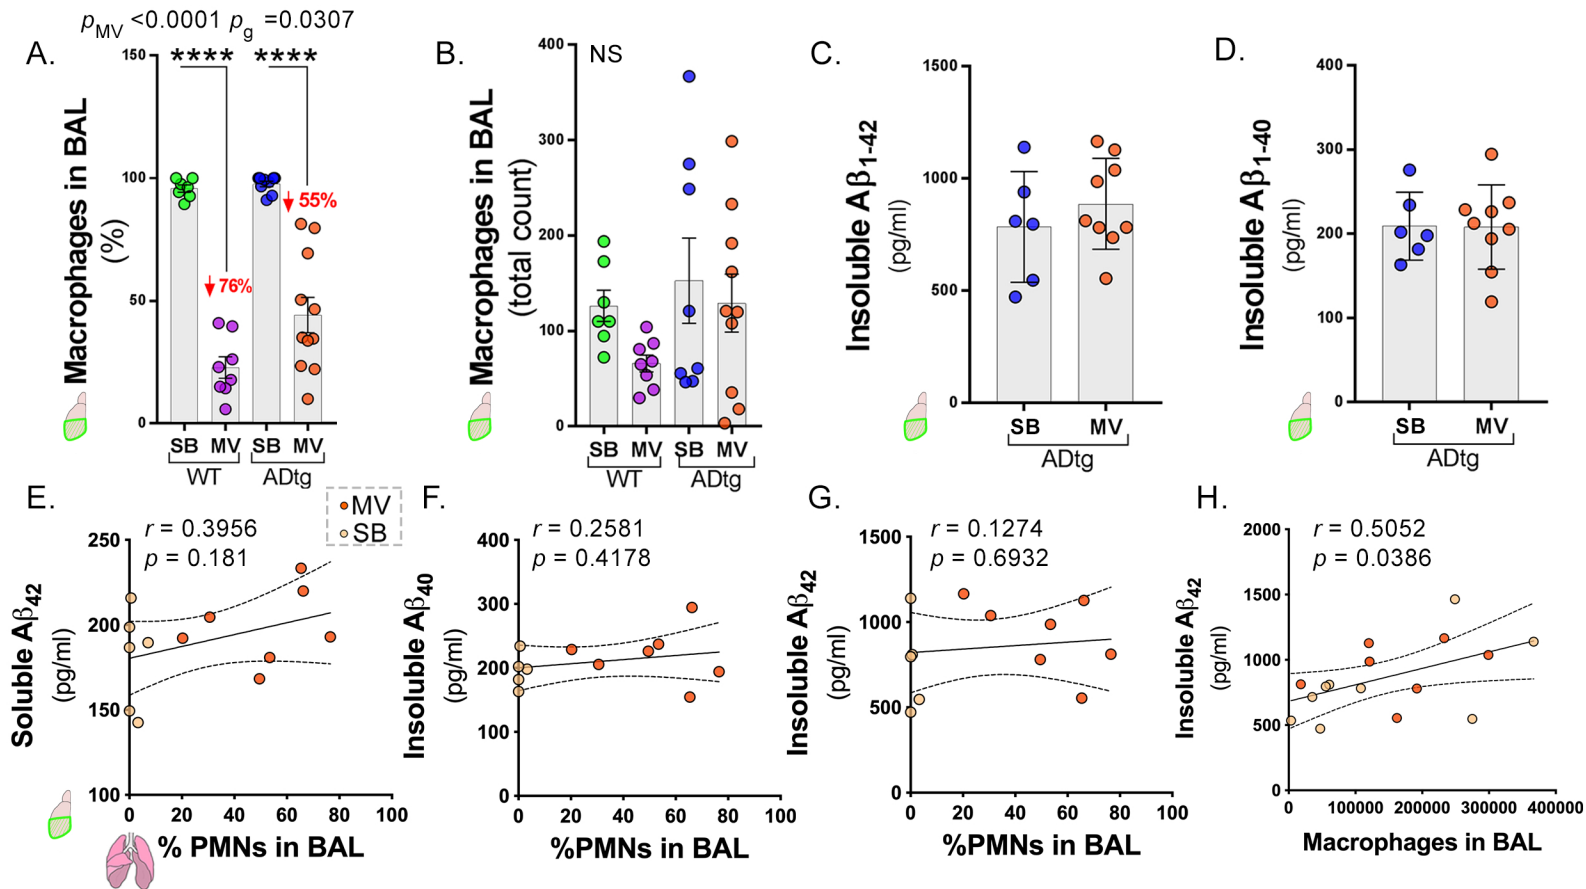 pMV <0.0001 pg =0.0307
A.
Macrophages in BAL
(%)
150
100
50
0
****
****
76%
55%
SB MV SB MV
WT ADtg
B.
Macrophages in BAL
(total count)
400
300
200
100
0
NS
SB MV SB MV
WT ADtg
C.
Insoluble Aβ1-42
(pg/ml)
1500
1000
500
0
SB MV
ADtg
D.
Insoluble Aβ1-40
(pg/ml)
400
300
200
100
0
SB MV
ADtg
E.
MV
SB
r = 0.3956
p = 0.181
Soluble Aβ42
(pg/ml)
250
200
150
100
0 20 40 60 80 100
% PMNs in BAL
F.
r = 0.2581
p = 0.4178
Insoluble Aβ40
(pg/ml)
400
300
200
100
0
0 20 40 60 80 100
%PMNs in BAL
G.
r = 0.1274
p = 0.6932
Insoluble Aβ42
(pg/ml)
1500
1000
500
0
0 20 40 60 80 100
%PMNs in BAL
H.
r = 0.5052
p = 0.0386
Insoluble Aβ42
(pg/ml)
2000
1500
1000
500
0
0 100000 200000 300000 400000
Macrophages in BAL